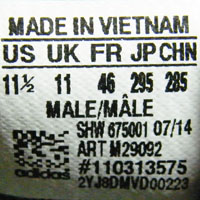 MADE IN VIETNAM
US UK FR JP CHN
11½ 11 46 295 285
MALE/MÂLE
SHW 675001 07/14
ART M29092
#110313575
adidas 2YJ8DMVD00223